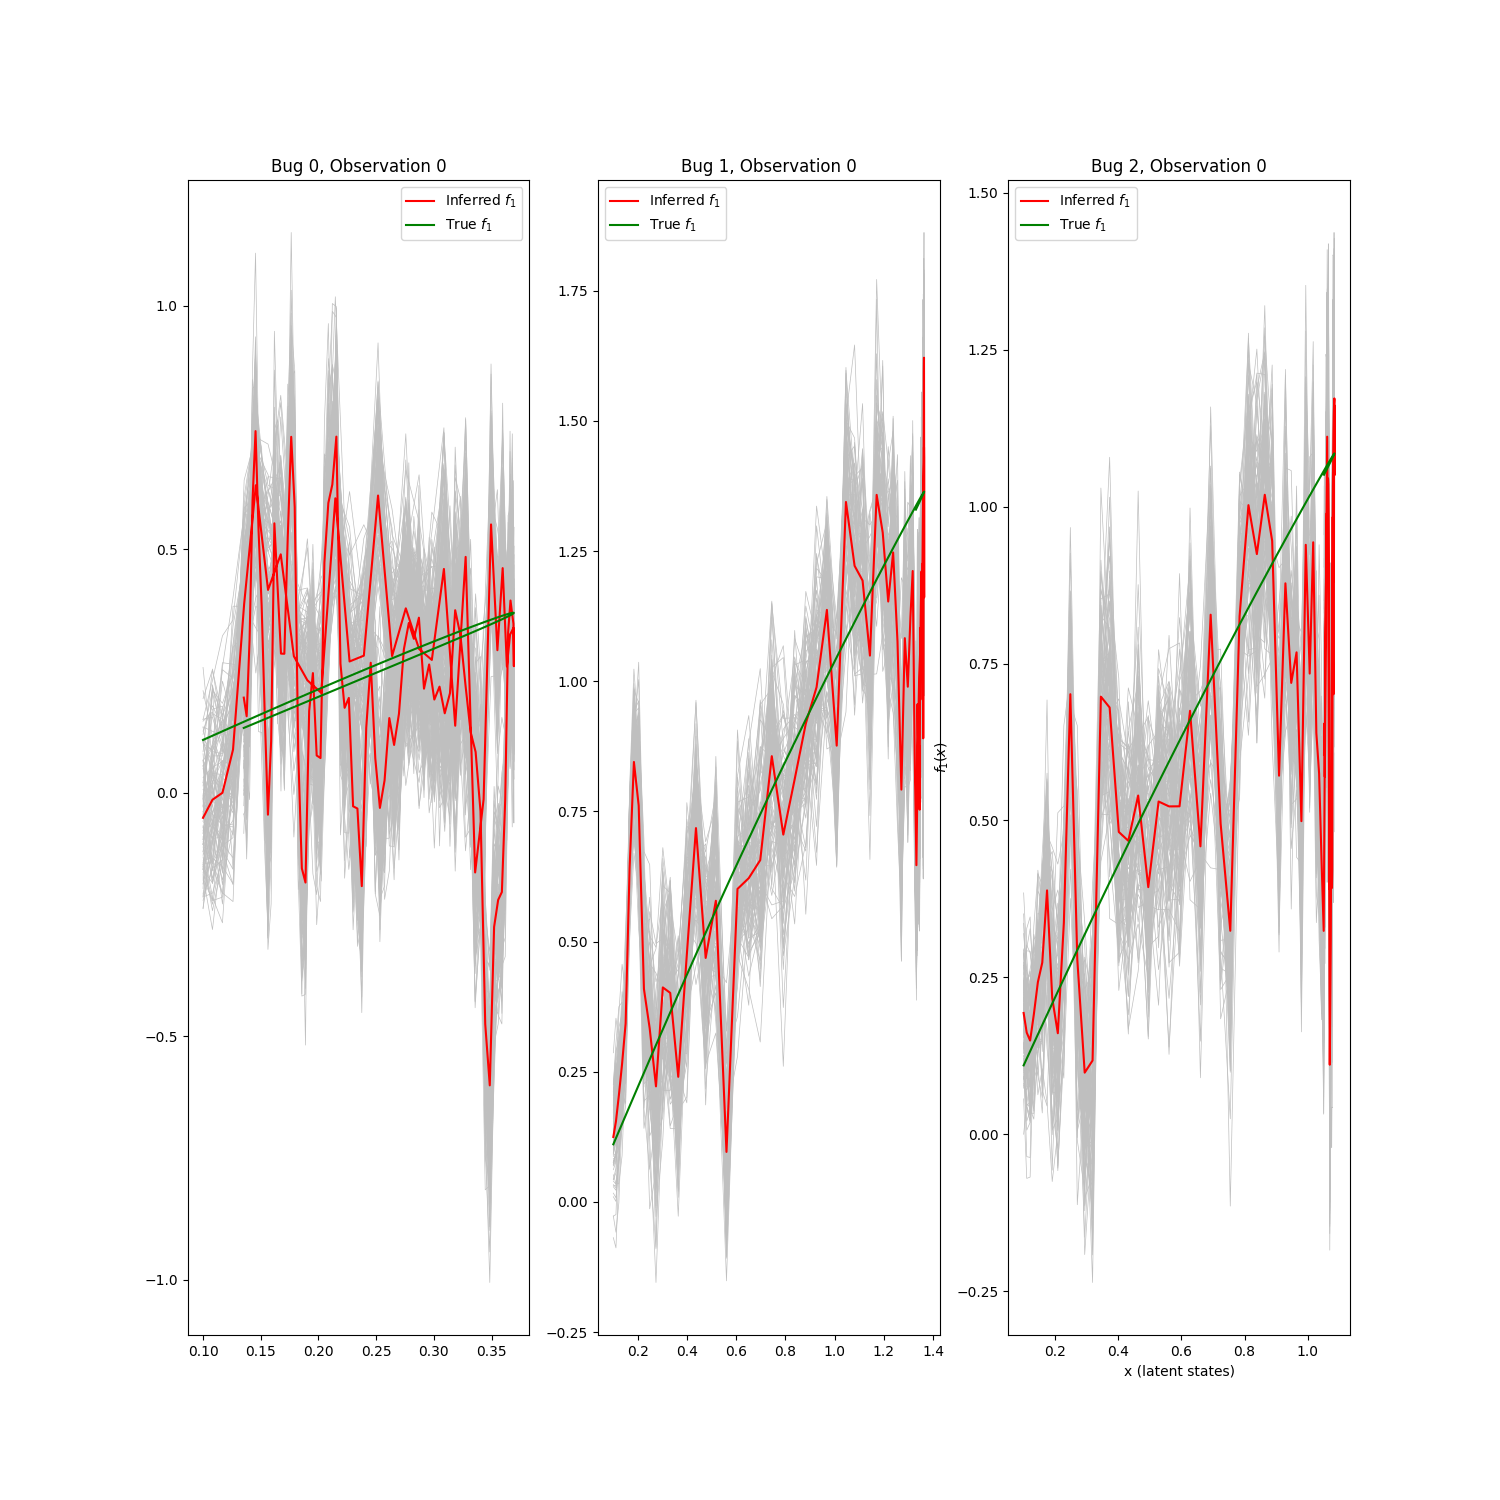 Bug 0, Observation 0
Inferred f₁
True f₁
1.0
0.5
0.0
−0.5
−1.0
0.10 0.15 0.20 0.25 0.30 0.35
Bug 1, Observation 0
Inferred f₁
True f₁
1.75
1.50
1.25
1.00
0.75
0.50
0.25
0.00
−0.25
0.2 0.4 0.6 0.8 1.0 1.2 1.4
Bug 2, Observation 0
Inferred f₁
True f₁
f₁(x)
1.50
1.25
1.00
0.75
0.50
0.25
0.00
−0.25
0.2 0.4 0.6 0.8 1.0
x (latent states)